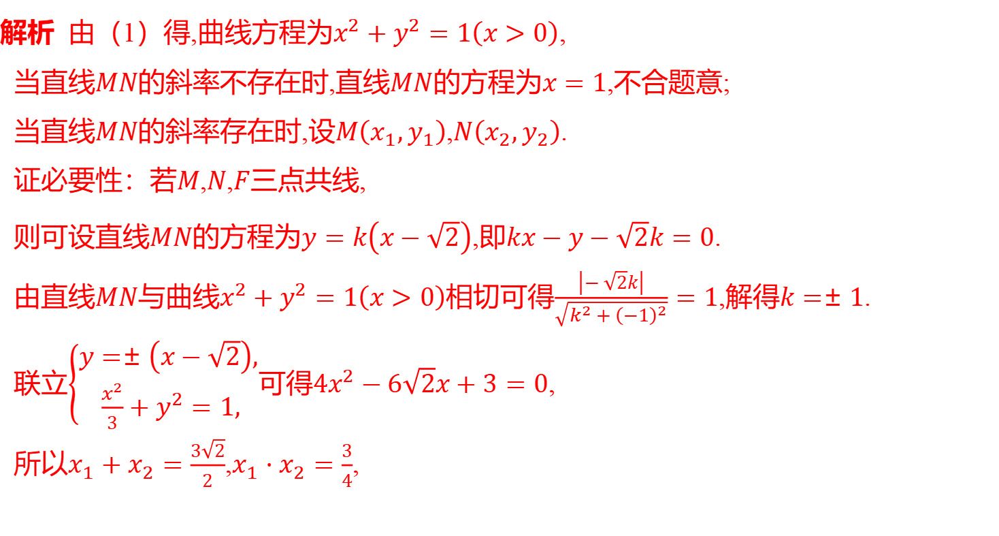 解析 由（1）得,曲线方程为$x^2 + y^2 = 1(x > 0)$,
当直线$MN$的斜率不存在时,直线$MN$的方程为$x = 1$,不合题意;
当直线$MN$的斜率存在时,设$M(x_1, y_1)$,$N(x_2, y_2)$.
证必要性：若$M$,$N$,$F$三点共线,
则可设直线$MN$的方程为$y = k(x - \sqrt{2})$,即$kx - y - \sqrt{2}k = 0$.
由直线$MN$与曲线$x^2 + y^2 = 1(x > 0)$相切可得$\frac{|-\sqrt{2}k|}{\sqrt{k^2 + (-1)^2}} = 1$,解得$k = \pm 1$.
联立$\begin{cases} y = \pm (x - \sqrt{2}), \\ \frac{x^2}{3} + y^2 = 1, \end{cases}$可得$4x^2 - 6\sqrt{2}x + 3 = 0$,
所以$x_1 + x_2 = \frac{3\sqrt{2}}{2}$,$x_1 \cdot x_2 = \frac{3}{4}$,